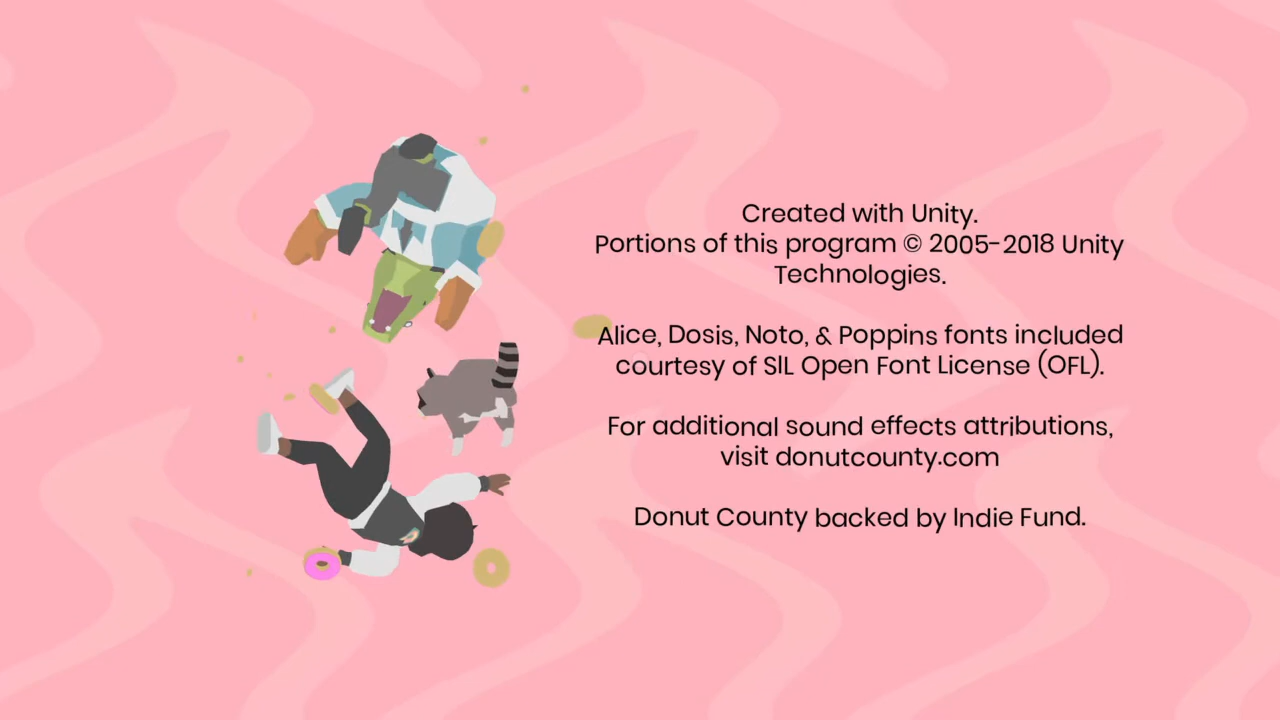 Created with Unity.
Portions of this program © 2005-2018 Unity
Technologies.
Alice, Dosis, Noto, & Poppins fonts included
courtesy of SIL Open Font License (OFL).
For additional sound effects attributions,
visit donutcounty.com
Donut County backed by Indie Fund.